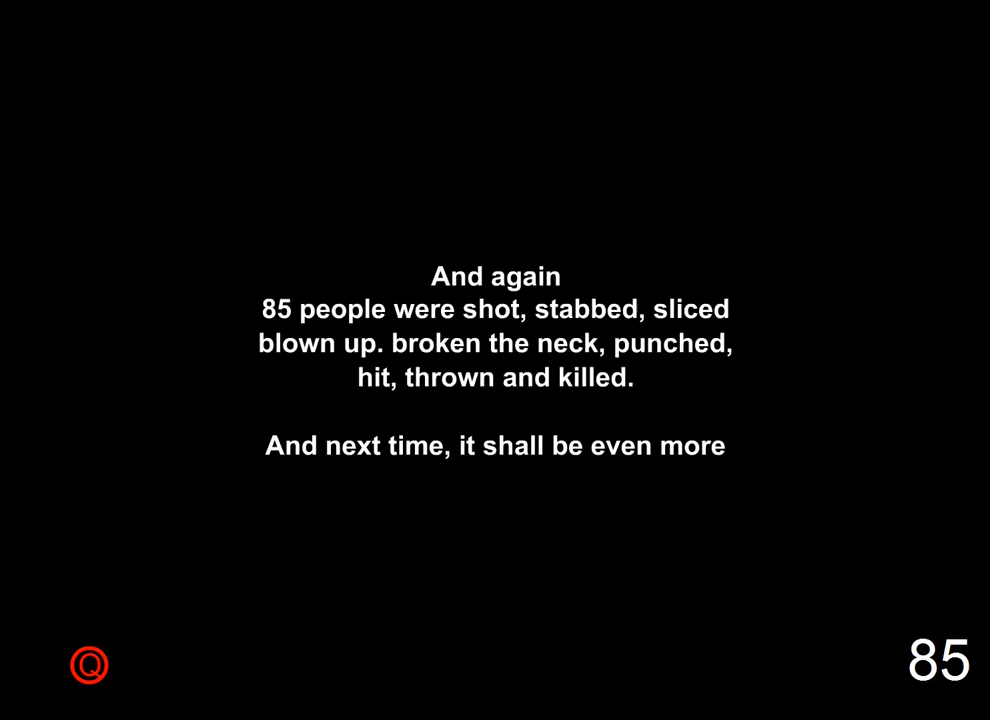 And again
85 people were shot, stabbed, sliced
blown up. broken the neck, punched,
hit, thrown and killed.
And next time, it shall be even more
Q
85